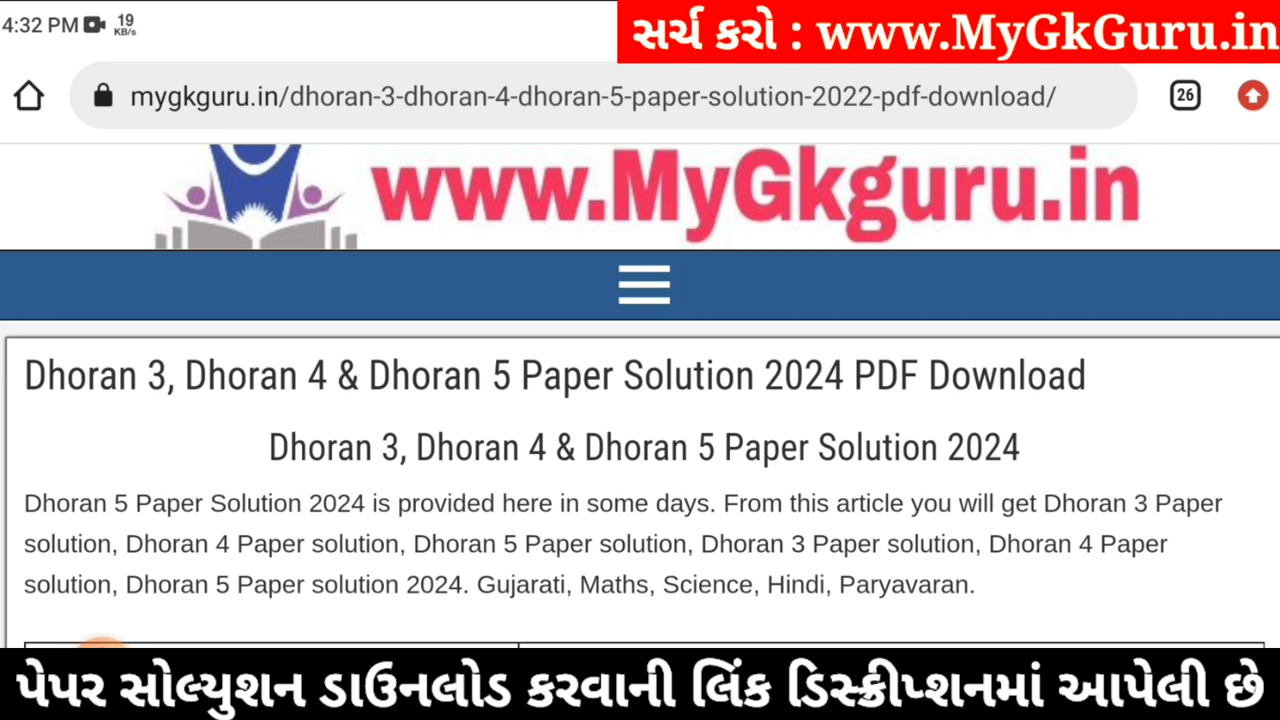 4:32 PM 19 KB/s
સર્ચ કરો : www.MyGkGuru.in
mygkguru.in/dhoran-3-dhoran-4-dhoran-5-paper-solution-2022-pdf-download/
26
www.MyGkguru.in
Dhoran 3, Dhoran 4 & Dhoran 5 Paper Solution 2024 PDF Download
Dhoran 3, Dhoran 4 & Dhoran 5 Paper Solution 2024
Dhoran 5 Paper Solution 2024 is provided here in some days. From this article you will get Dhoran 3 Paper
solution, Dhoran 4 Paper solution, Dhoran 5 Paper solution, Dhoran 3 Paper solution, Dhoran 4 Paper
solution, Dhoran 5 Paper solution 2024. Gujarati, Maths, Science, Hindi, Paryavaran.
પેપર સોલ્યુશન ડાઉનલોડ કરવાની લિંક ડિસ્ક્રીપ્શનમાં આપેલી છે